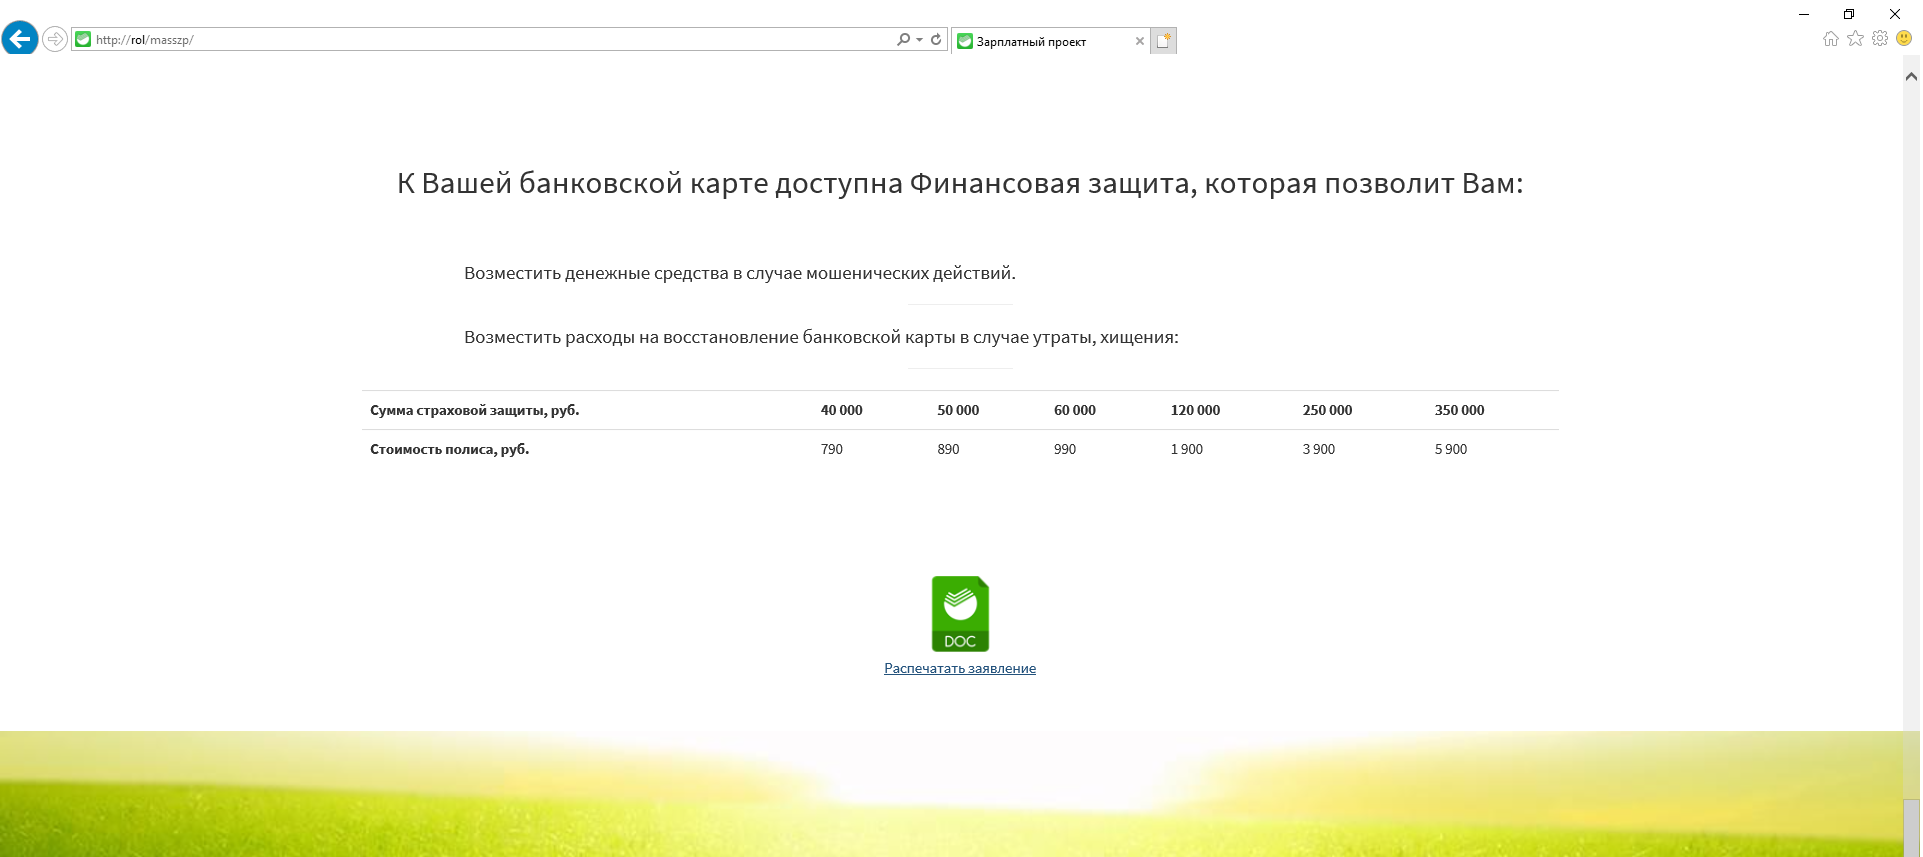 http://rol/masszp/
Зарплатный проект
К Вашей банковской карте доступна Финансовая защита, которая позволит Вам:
Возместить денежные средства в случае мошенических действий.
Возместить расходы на восстановление банковской карты в случае утраты, хищения:
Сумма страховой защиты, руб. 40 000 50 000 60 000 120 000 250 000 350 000
Стоимость полиса, руб. 790 890 990 1 900 3 900 5 900
DOC
Распечатать заявление